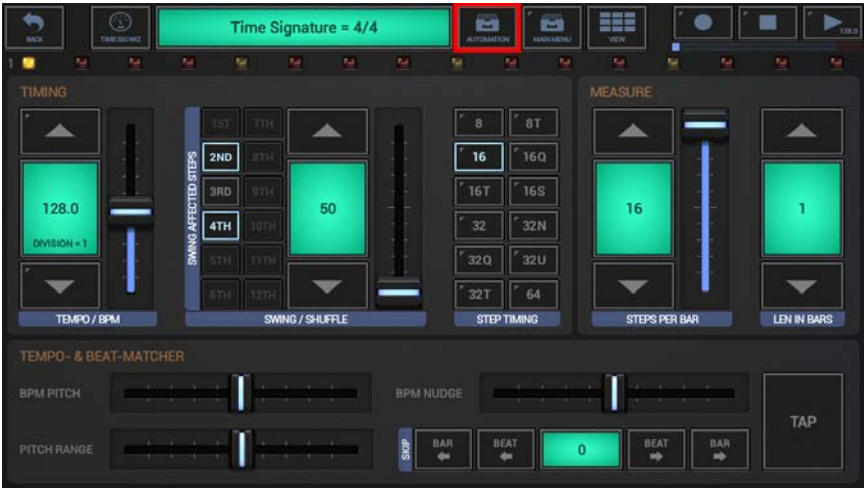 BACK
TIME SIG WIZ
Time Signature = 4/4
AUTOMATION
MAIN MENU
VIEW
128.0
1
TIMING
MEASURE
128.0
DIVISION = 1
TEMPO / BPM
SWING AFFECTED STEPS
1ST 7TH
2ND 8TH
3RD 9TH
4TH 10TH
5TH 11TH
6TH 12TH
50
SWING / SHUFFLE
8 8T
16 16Q
16T 16S
32 32N
32Q 32U
32T 64
STEP TIMING
16
STEPS PER BAR
1
LEN IN BARS
TEMPO- & BEAT-MATCHER
BPM PITCH
BPM NUDGE
PITCH RANGE
SKIP
BAR
BEAT
0
BEAT
BAR
TAP